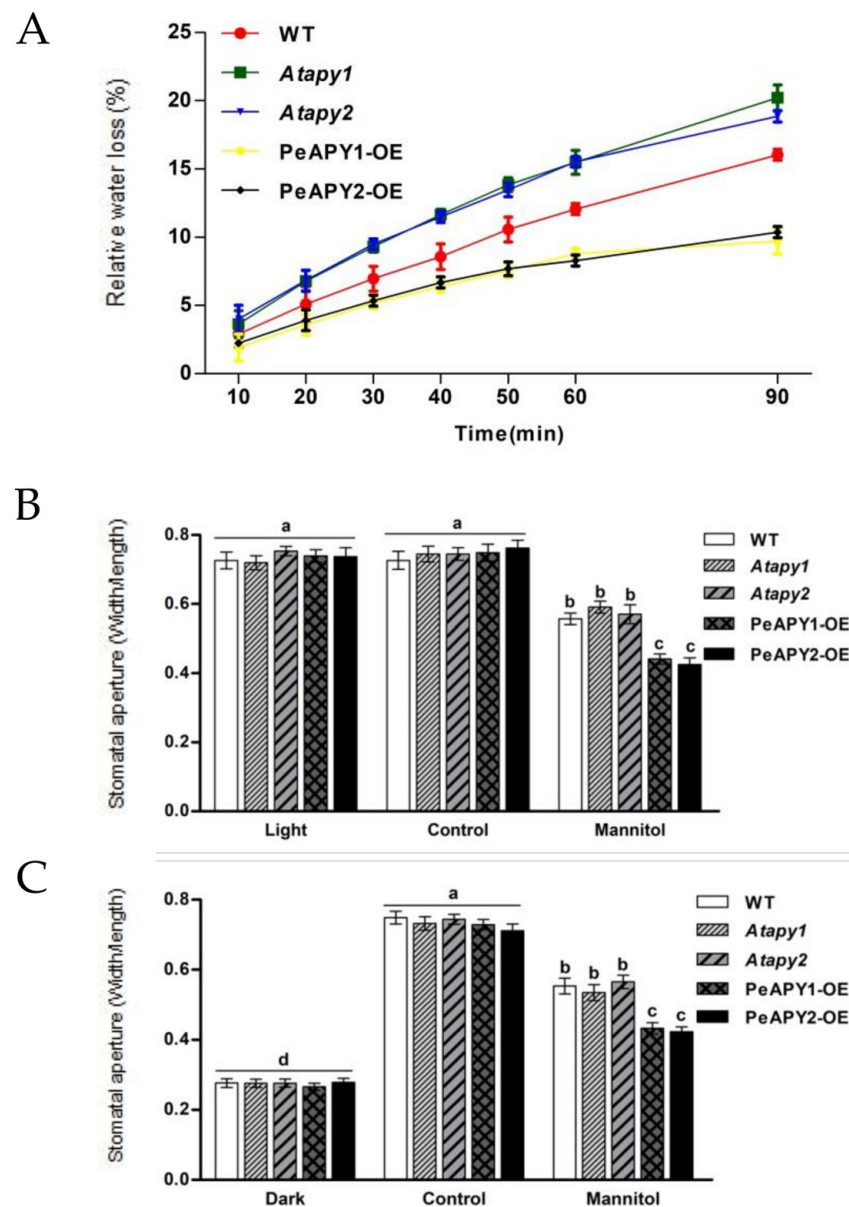 A
Relative water loss (%)
25
20
15
10
5
0
WT
Atapy1
Atapy2
PeAPY1-OE
PeAPY2-OE
10 20 30 40 50 60 90
Time(min)
B
Stomatal aperture (Width/length)
0.8
0.6
0.4
0.2
0.0
a
a
b b b c c
WT
Atapy1
Atapy2
PeAPY1-OE
PeAPY2-OE
Light Control Mannitol
C
Stomatal aperture (Width/length)
0.8
0.6
0.4
0.2
0.0
d
a
b b b c c
WT
Atapy1
Atapy2
PeAPY1-OE
PeAPY2-OE
Dark Control Mannitol